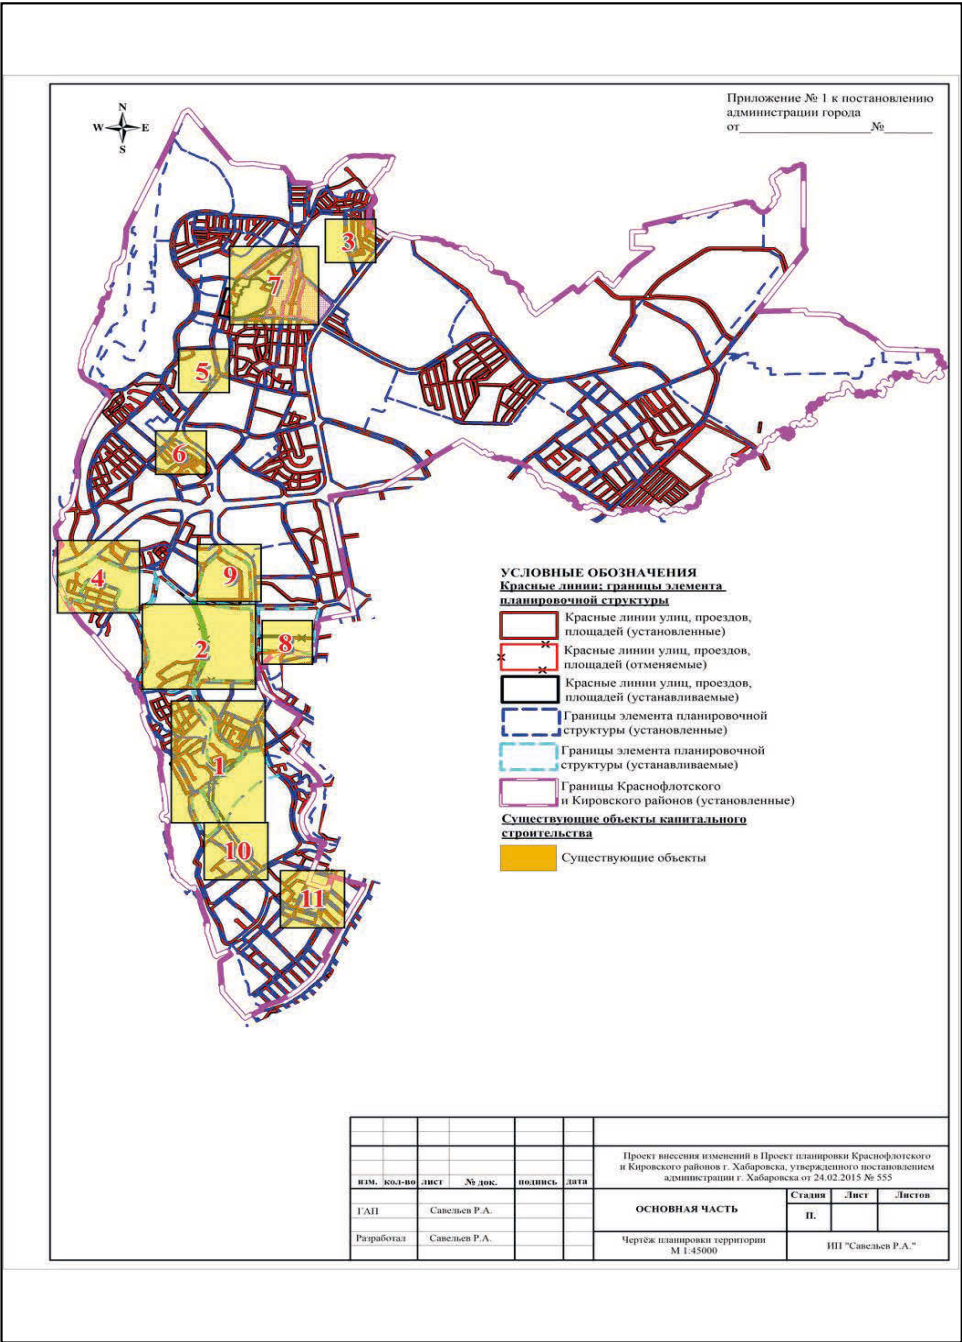 Приложение № 1 к постановлению
администрации города
от____________________№________
N
W E
S
3
7
5
6
4
9
2
8
1
10
11
УСЛОВНЫЕ ОБОЗНАЧЕНИЯ
Красные линии; границы элемента
планировочной структуры
Красные линии улиц, проездов,
площадей (установленные)
Красные линии улиц, проездов,
площадей (отменяемые)
Красные линии улиц, проездов,
площадей (устанавливаемые)
Границы элемента планировочной
структуры (установленные)
Границы элемента планировочной
структуры (устанавливаемые)
Границы Краснофлотского
и Кировского районов (установленные)
Существующие объекты капитального
строительства
Существующие объекты
Проект внесения изменений в Проект планировки Краснофлотского
и Кировского районов г. Хабаровска, утвержденного постановлением
администрации г. Хабаровска от 24.02.2015 № 555
изм. кол-во лист № док. подпись дата
ГАП Савельев Р.А.
ОСНОВНАЯ ЧАСТЬ
Стадия Лист Листов
П.
Разработал Савельев Р.А.
Чертёж планировки территории
М 1:45000
ИП "Савельев Р.А."